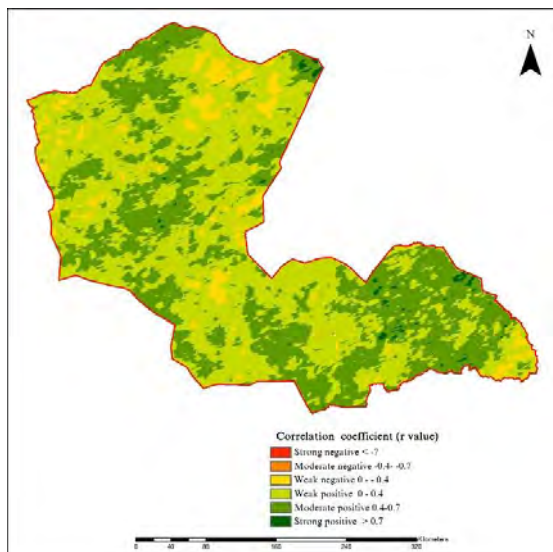 N
Correlation coefficient (r value)
Strong negative < -7
Moderate negative -0.4- -0.7
Weak negative 0 - -0.4
Weak positive 0 - 0.4
Moderate positive 0.4-0.7
Strong positive > 0.7
0 40 80 160 240 320
Kilometers